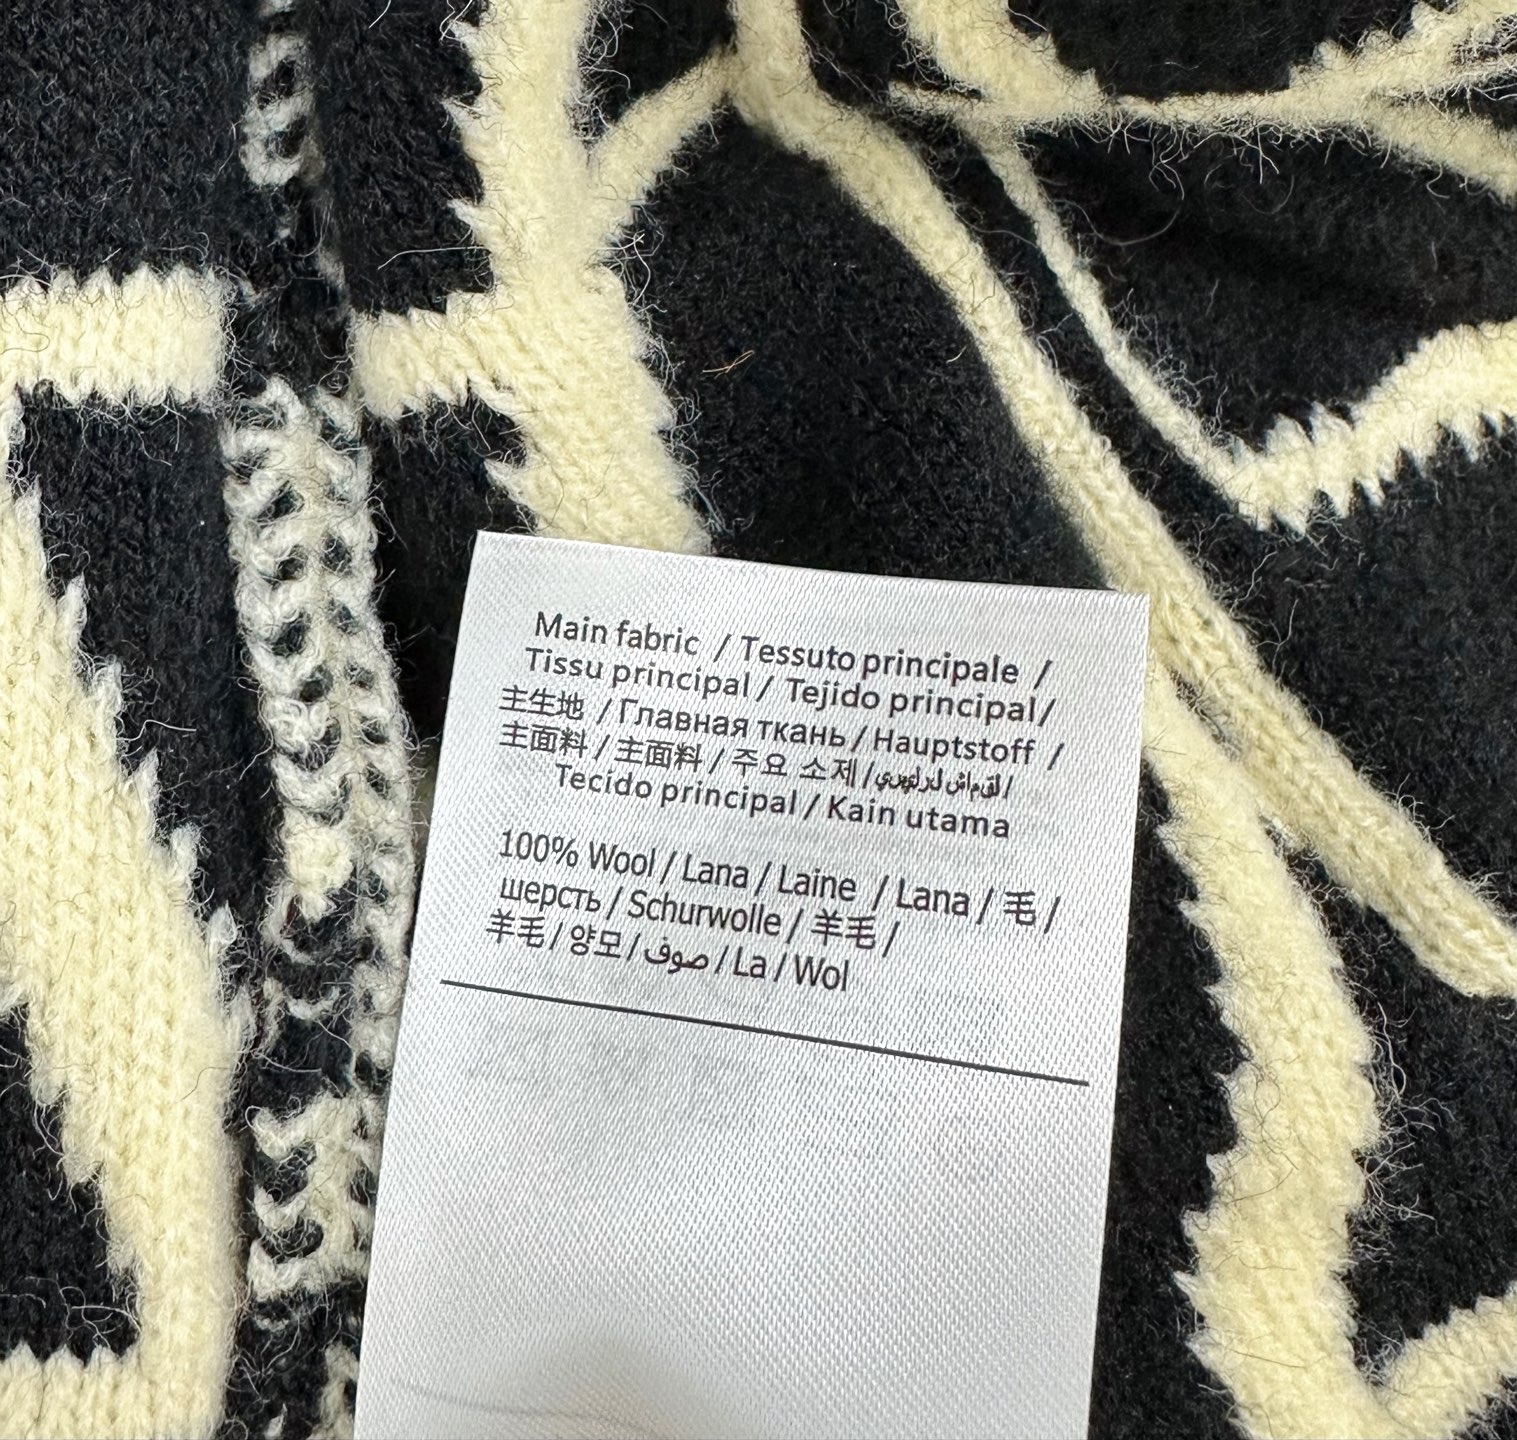 Main fabric / Tessuto principale /
Tissu principal / Tejido principal/
主生地 / Главная ткань / Hauptstoff /
主面料 / 主面料 / 주요 소제 /
Tecido principal / Kain utama
100% Wool / Lana / Laine / Lana / 毛 /
шерсть / Schurwolle / 羊毛 /
羊毛 / 양모 / صوف / La / Wol